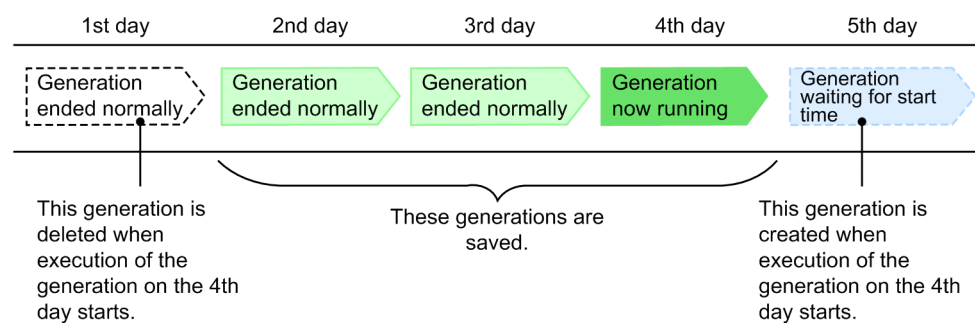 1st day
2nd day
3rd day
4th day
5th day
Generation
ended normally
Generation
ended normally
Generation
ended normally
Generation
now running
Generation
waiting for start
time
This generation is
deleted when
execution of the
generation on the 4th
day starts.
These generations are
saved.
This generation is
created when
execution of the
generation on the 4th
day starts.